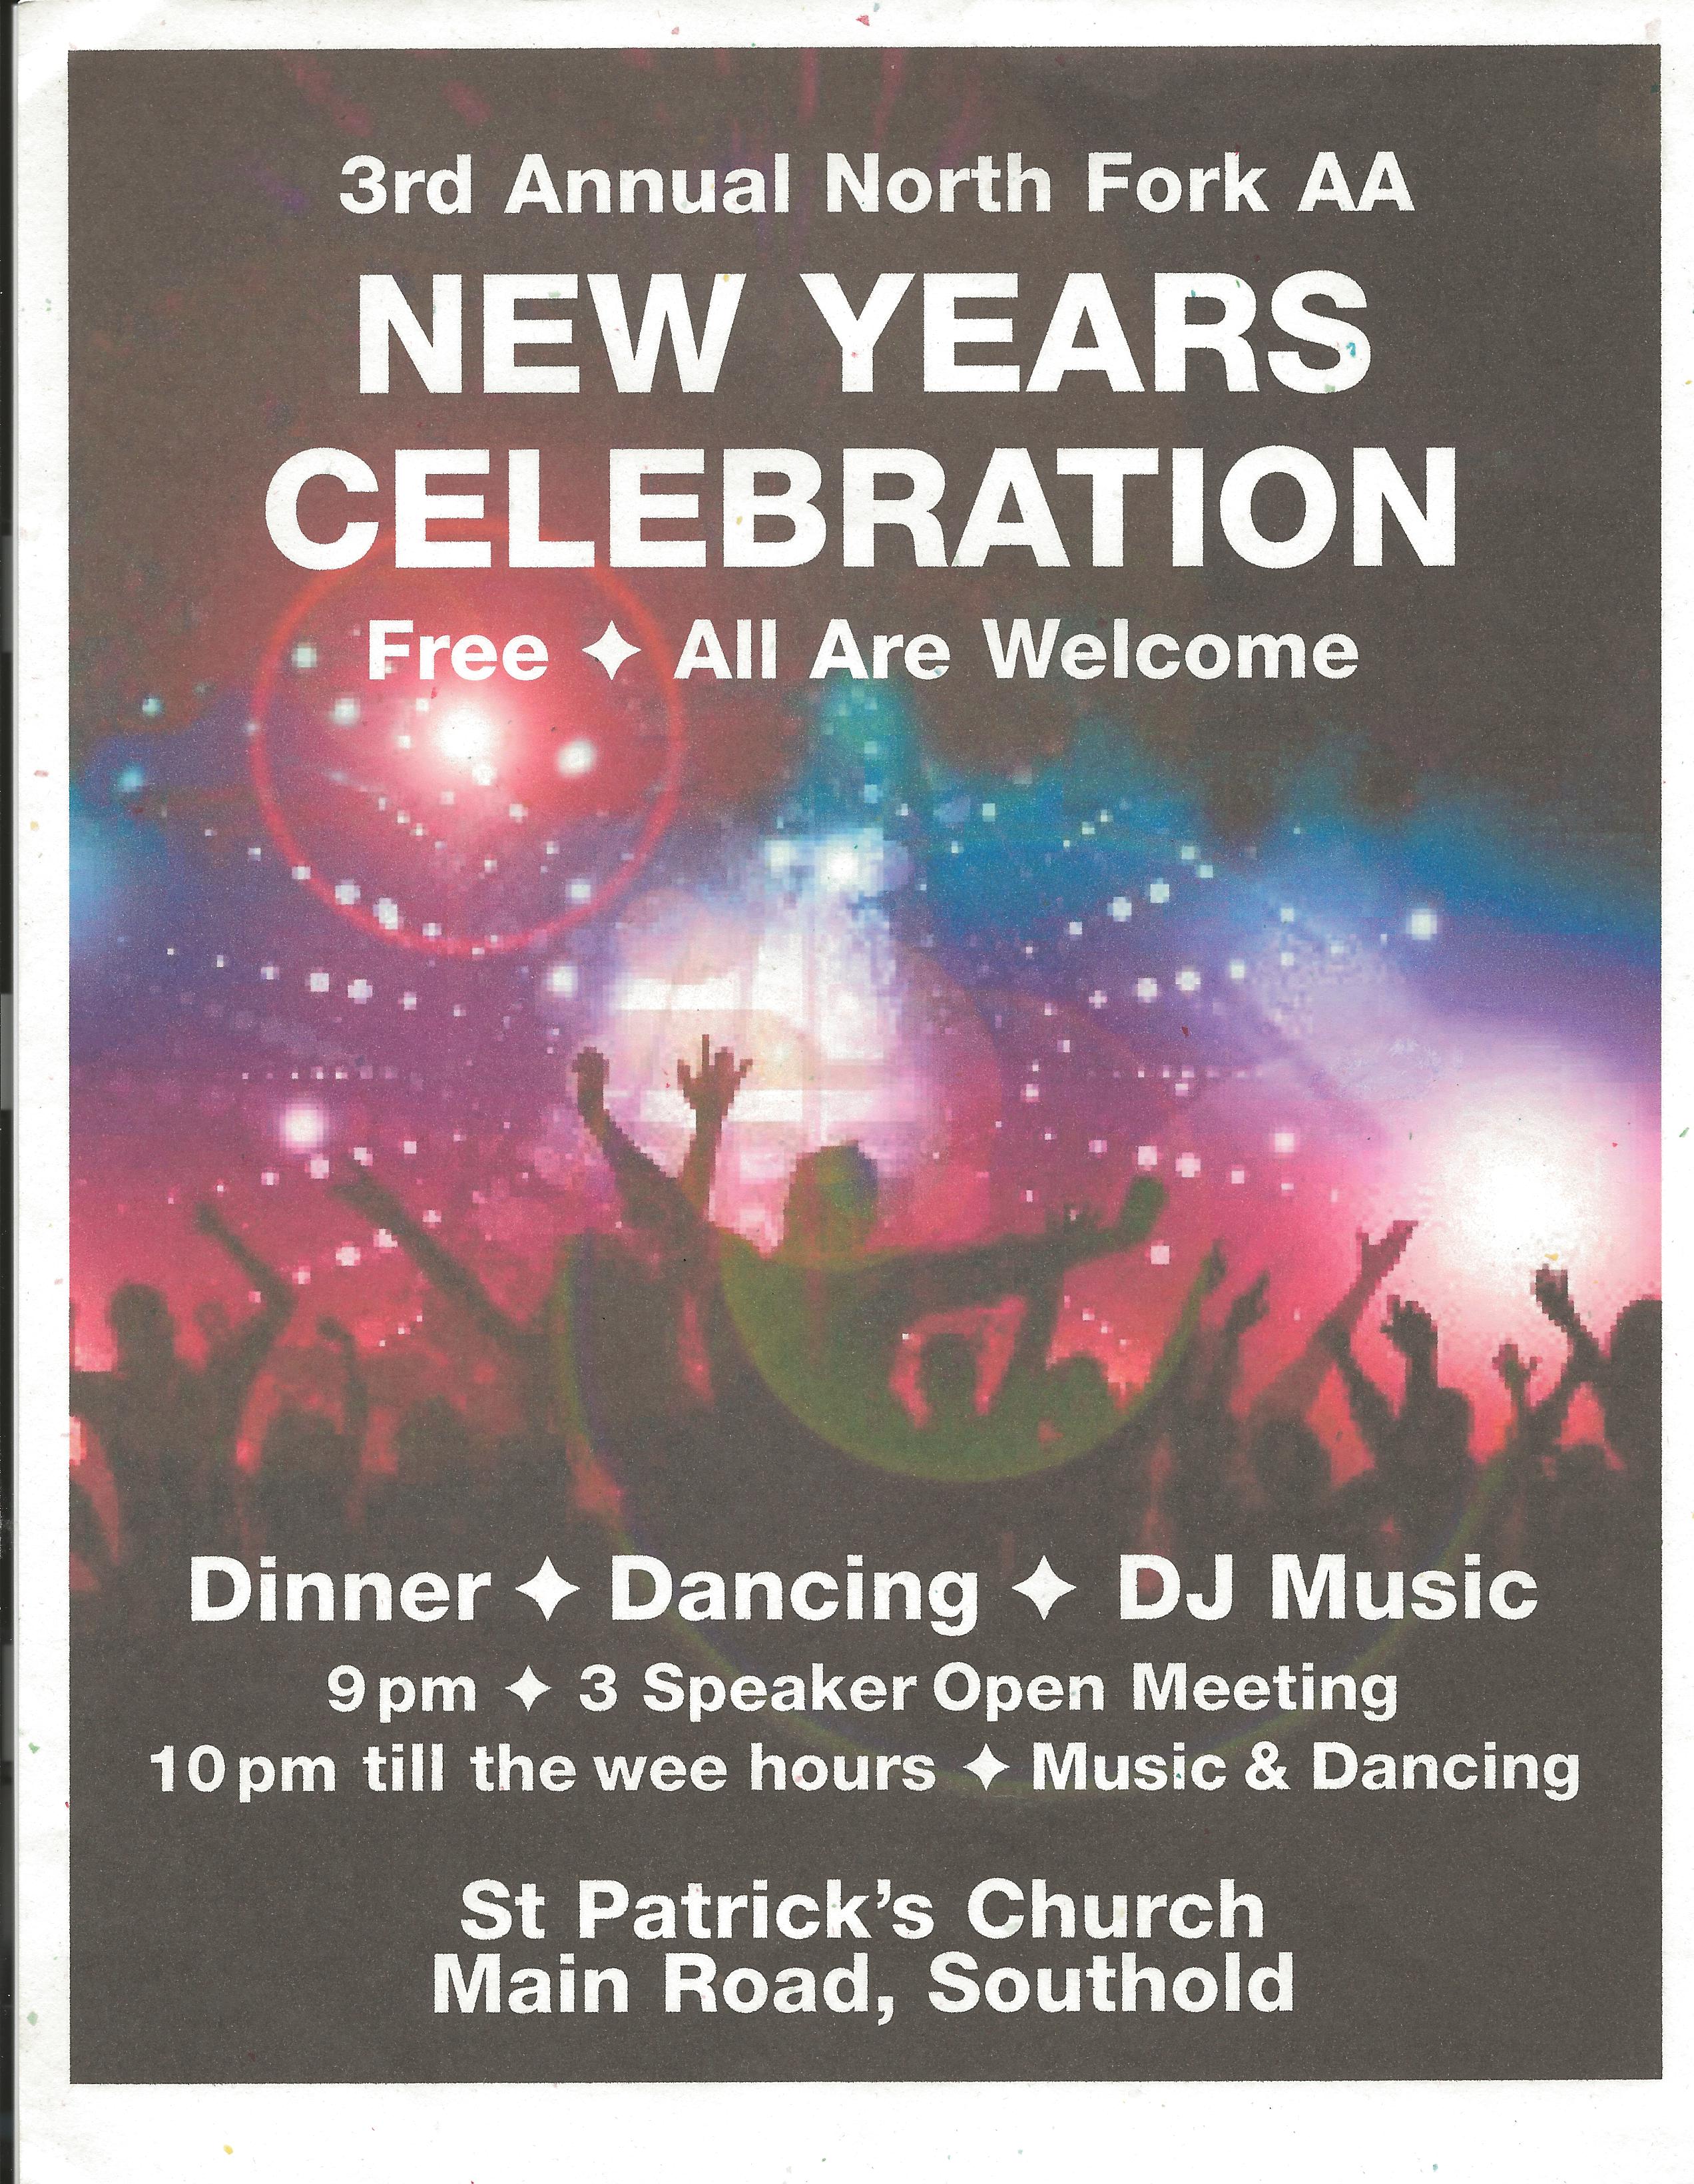 3rd Annual North Fork AA
NEW YEARS
CELEBRATION
Free ✦ All Are Welcome
Dinner ✦ Dancing ✦ DJ Music
9pm ✦ 3 Speaker Open Meeting
10pm till the wee hours ✦ Music & Dancing
St Patrick’s Church
Main Road, Southold